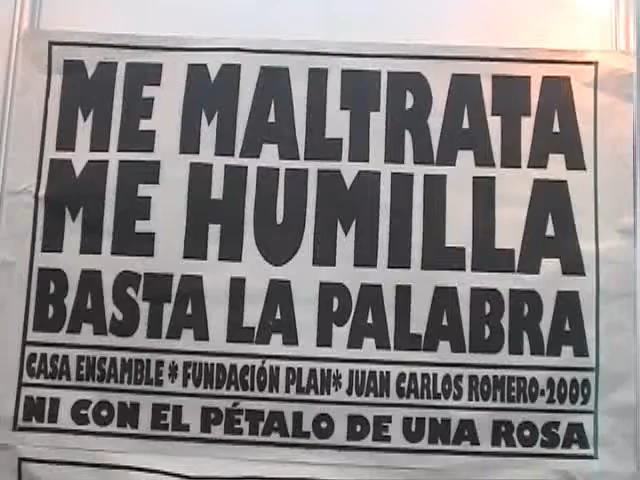 ME MALTRATA
ME HUMILLA
BASTA LA PALABRA
CASA ENSAMBLE * FUNDACIÓN PLAN* JUAN CARLOS ROMERO-2009
NI CON EL PÉTALO DE UNA ROSA